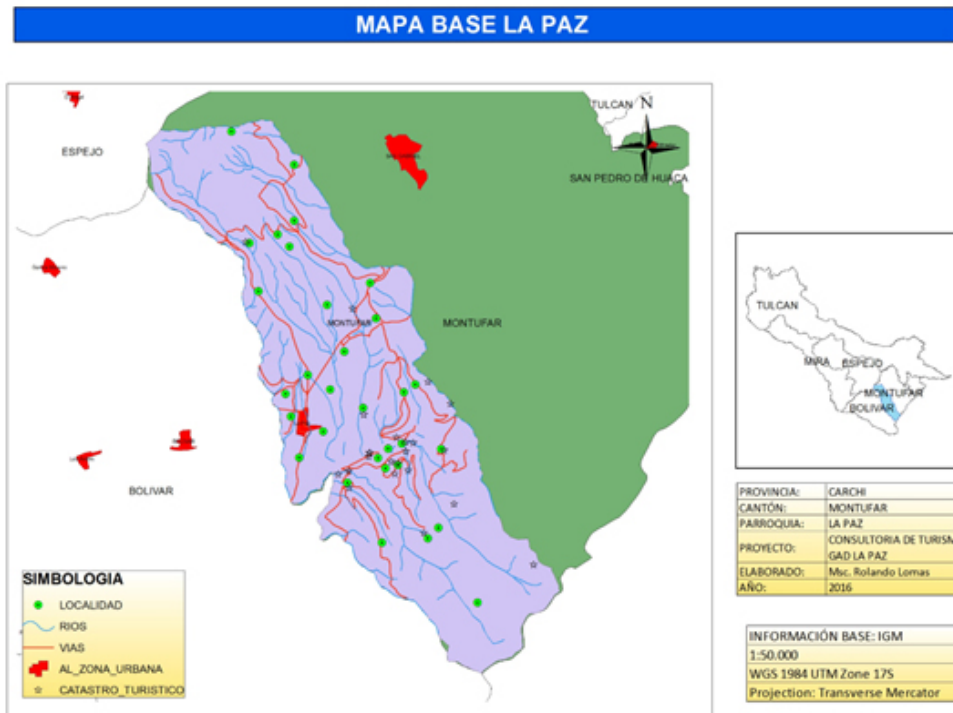 MAPA BASE LA PAZ
TULCAN
N
ESPEJO
SAN PEDRO DE HUACA
MONTUFAR
MONTUFAR
BOLIVAR
SIMBOLOGIA
LOCALIDAD
RIOS
VIAS
AL_ZONA_URBANA
CATASTRO_TURISTICO
TULCAN
MIRA
ESPEJO
MONTUFAR
BOLIVAR
PROVINCIA: CARCHI
CANTÓN: MONTUFAR
PARROQUIA: LA PAZ
PROYECTO: CONSULTORIA DE TURISM
GAD LA PAZ
ELABORADO: Msc. Rolando Lomas
AÑO: 2016
INFORMACIÓN BASE: IGM
1:50.000
WGS 1984 UTM Zone 17S
Projection: Transverse Mercator